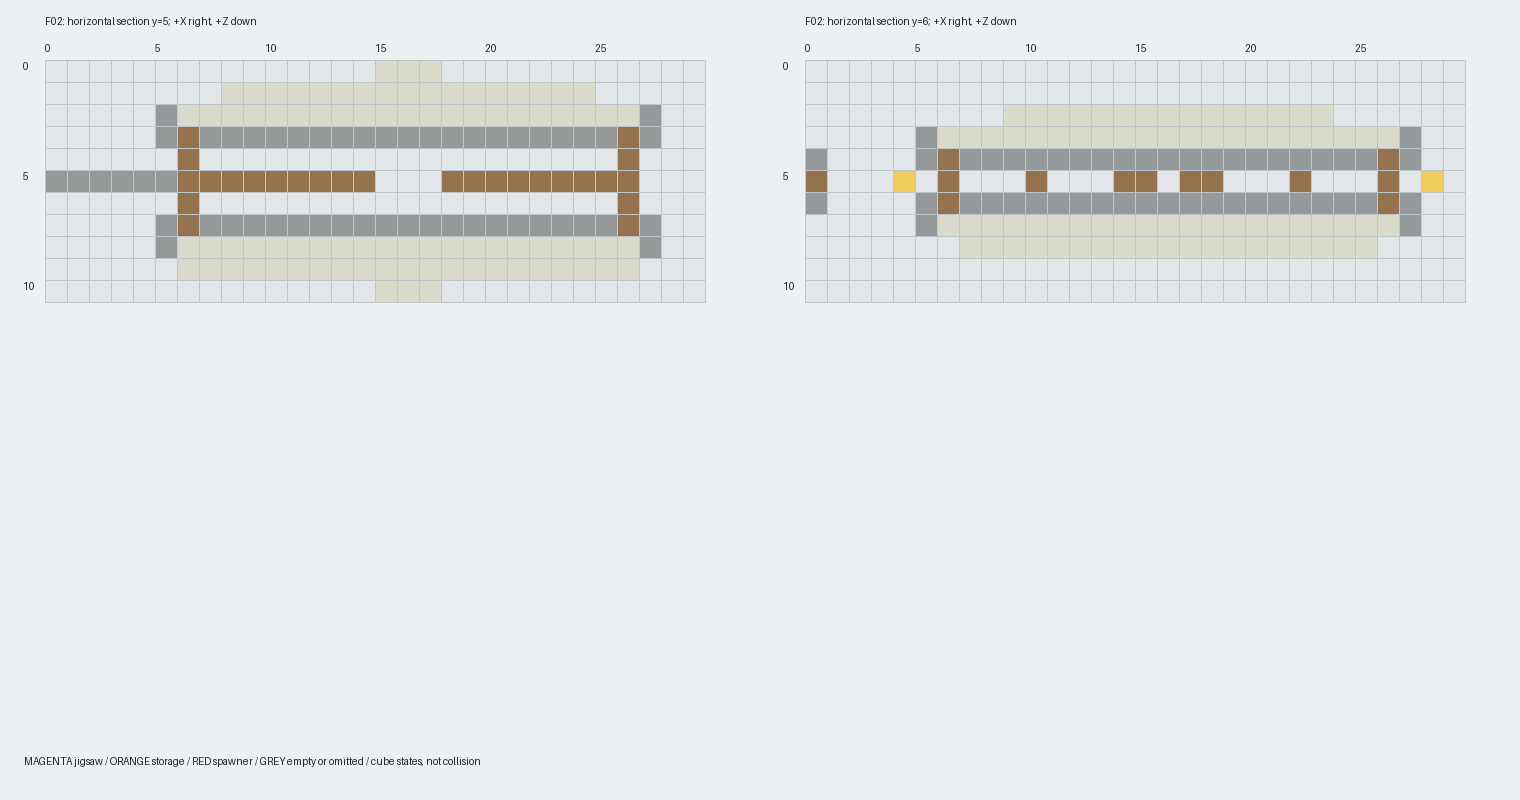 F02: horizontal section y=5; +X right, +Z down
0 5 10 15 20 25
0
5
10
F02: horizontal section y=6; +X right, +Z down
0 5 10 15 20 25
0
5
10
MAGENTA jigsaw / ORANGE storage / RED spawner / GREY empty or omitted / cube states, not collision